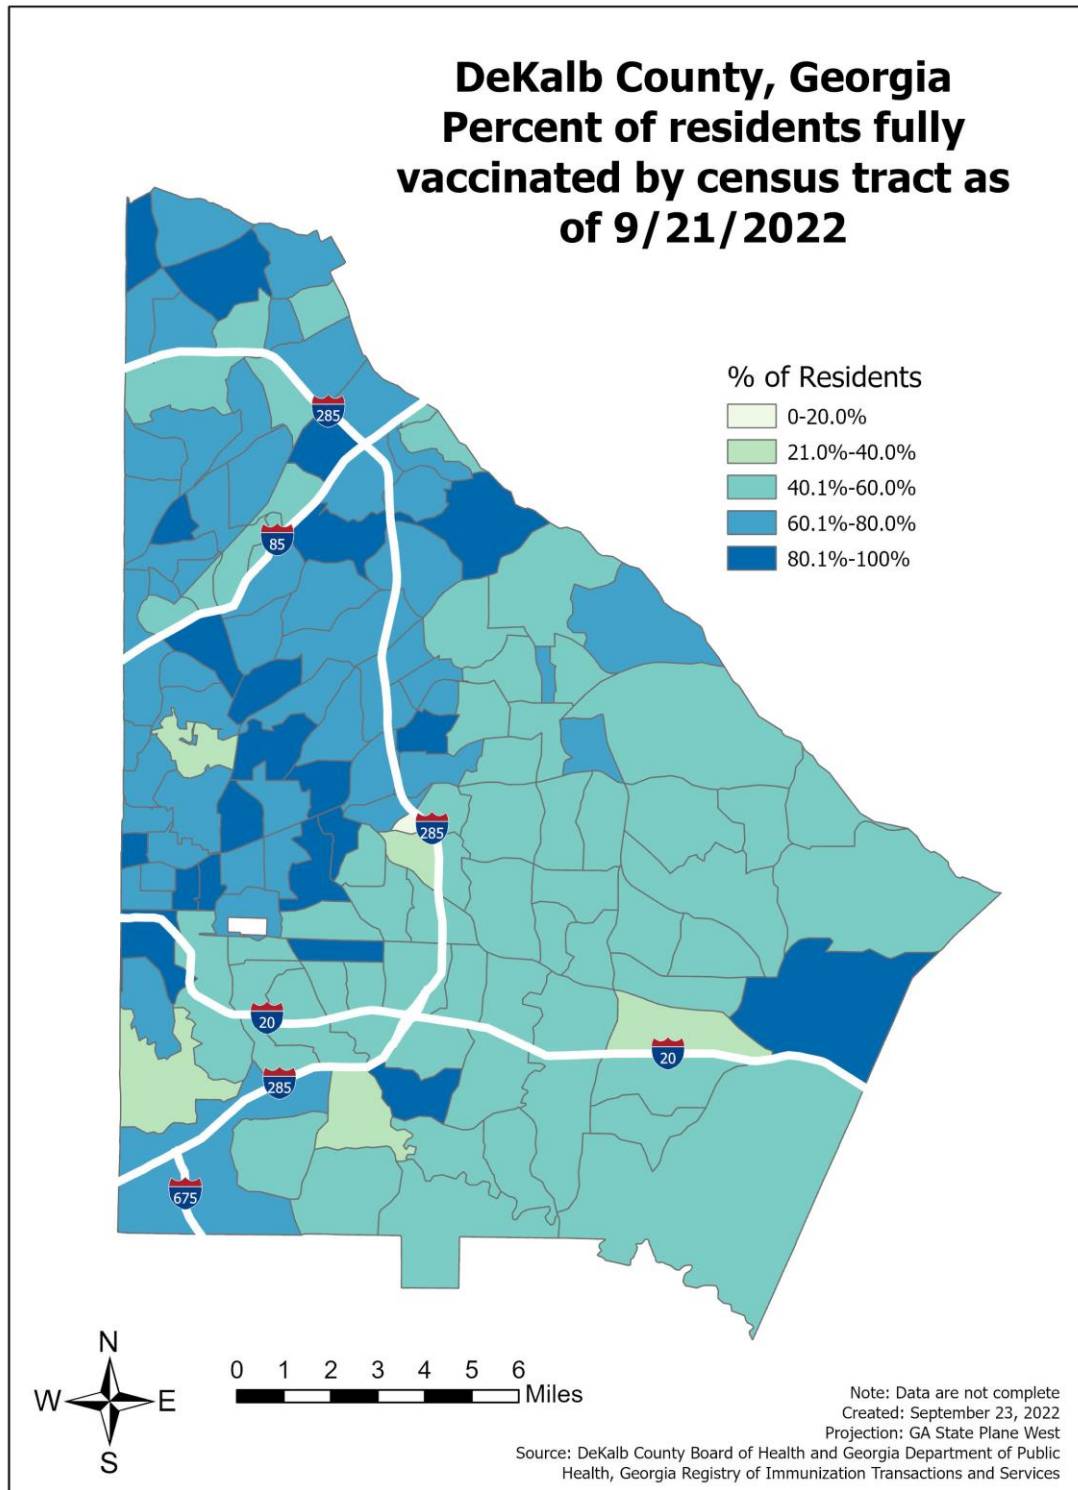 DeKalb County, Georgia
Percent of residents fully
vaccinated by census tract as
of 9/21/2022
% of Residents
0-20.0%
21.0%-40.0%
40.1%-60.0%
60.1%-80.0%
80.1%-100%
285
85
285
20
20
285
675
N
W E
S
0 1 2 3 4 5 6
Miles
Note: Data are not complete
Created: September 23, 2022
Projection: GA State Plane West
Source: DeKalb County Board of Health and Georgia Department of Public
Health, Georgia Registry of Immunization Transactions and Services